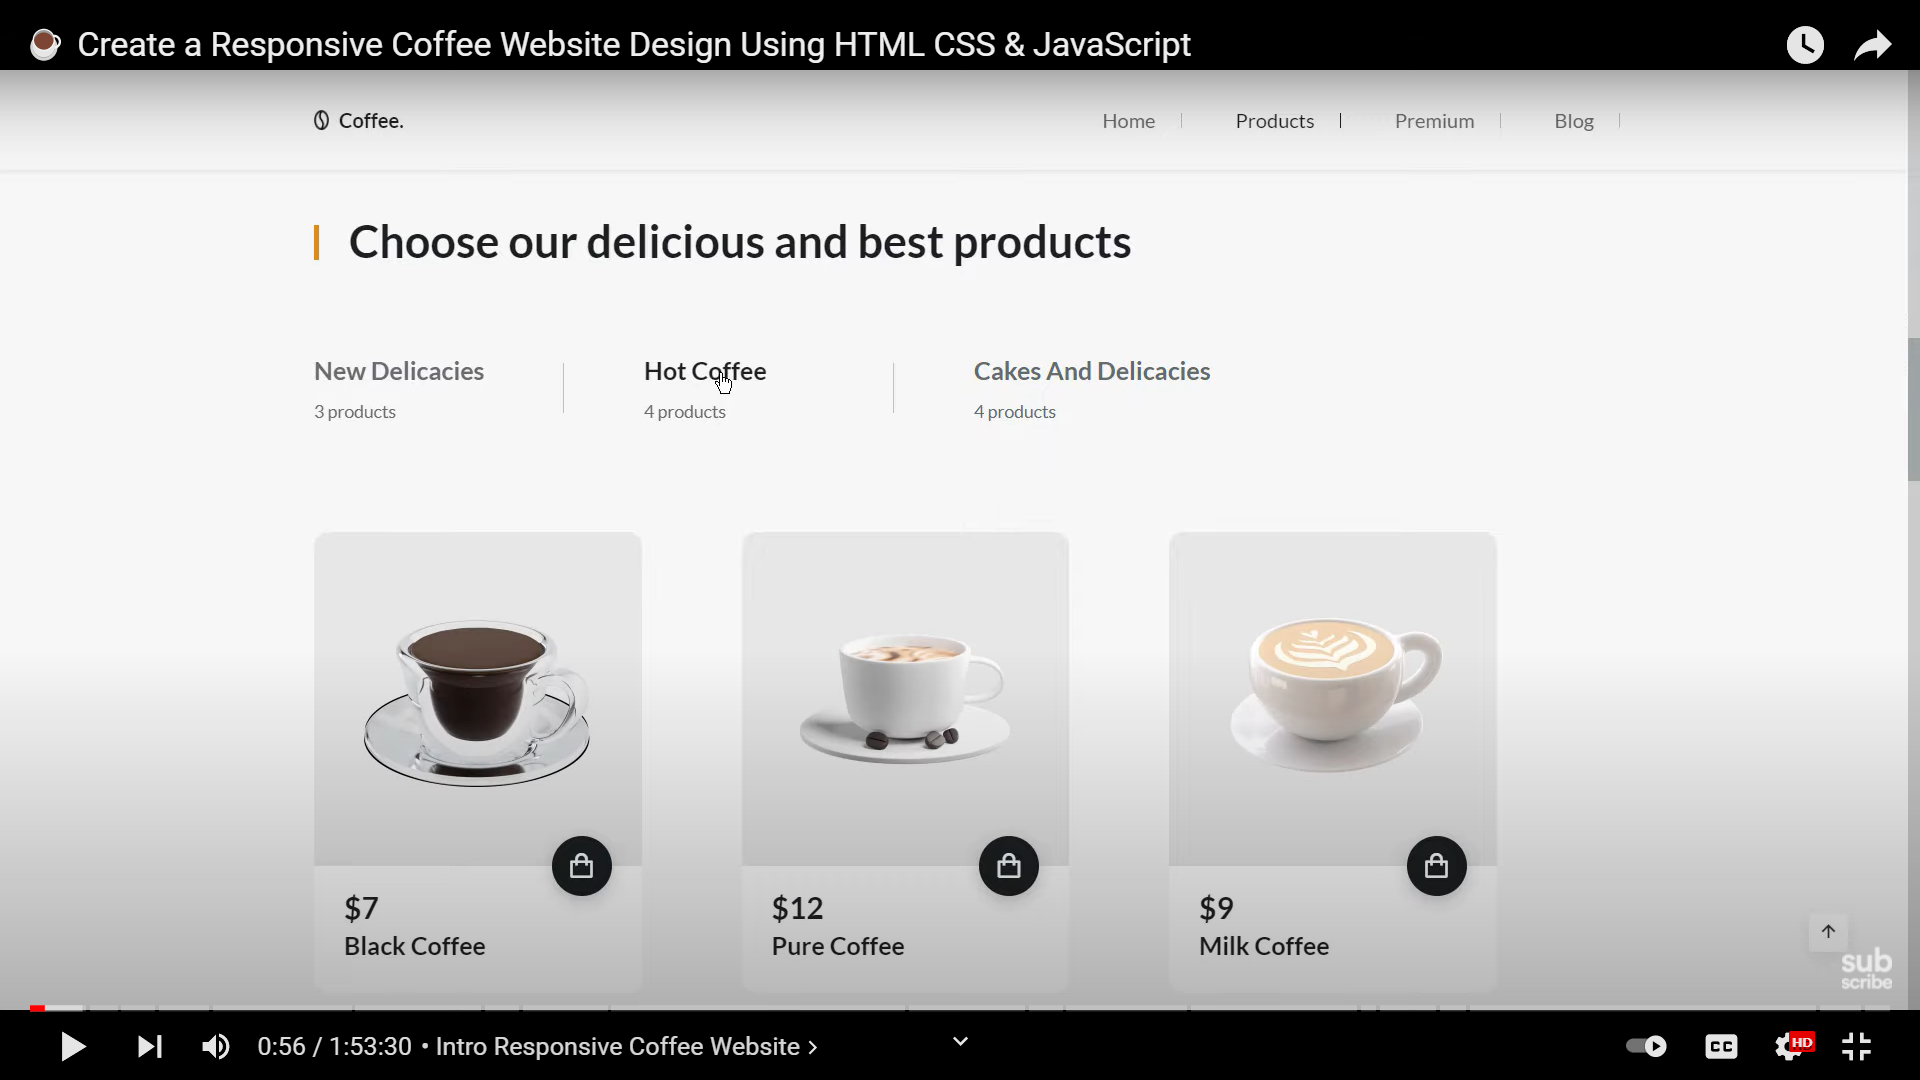 Create a Responsive Coffee Website Design Using HTML CSS & JavaScript
Coffee.
Home
Products
Premium
Blog
Choose our delicious and best products
New Delicacies
3 products
Hot Coffee
4 products
Cakes And Delicacies
4 products
$7
Black Coffee
$12
Pure Coffee
$9
Milk Coffee
sub
scribe
0:56 / 1:53:30 • Intro Responsive Coffee Website >
CC
HD